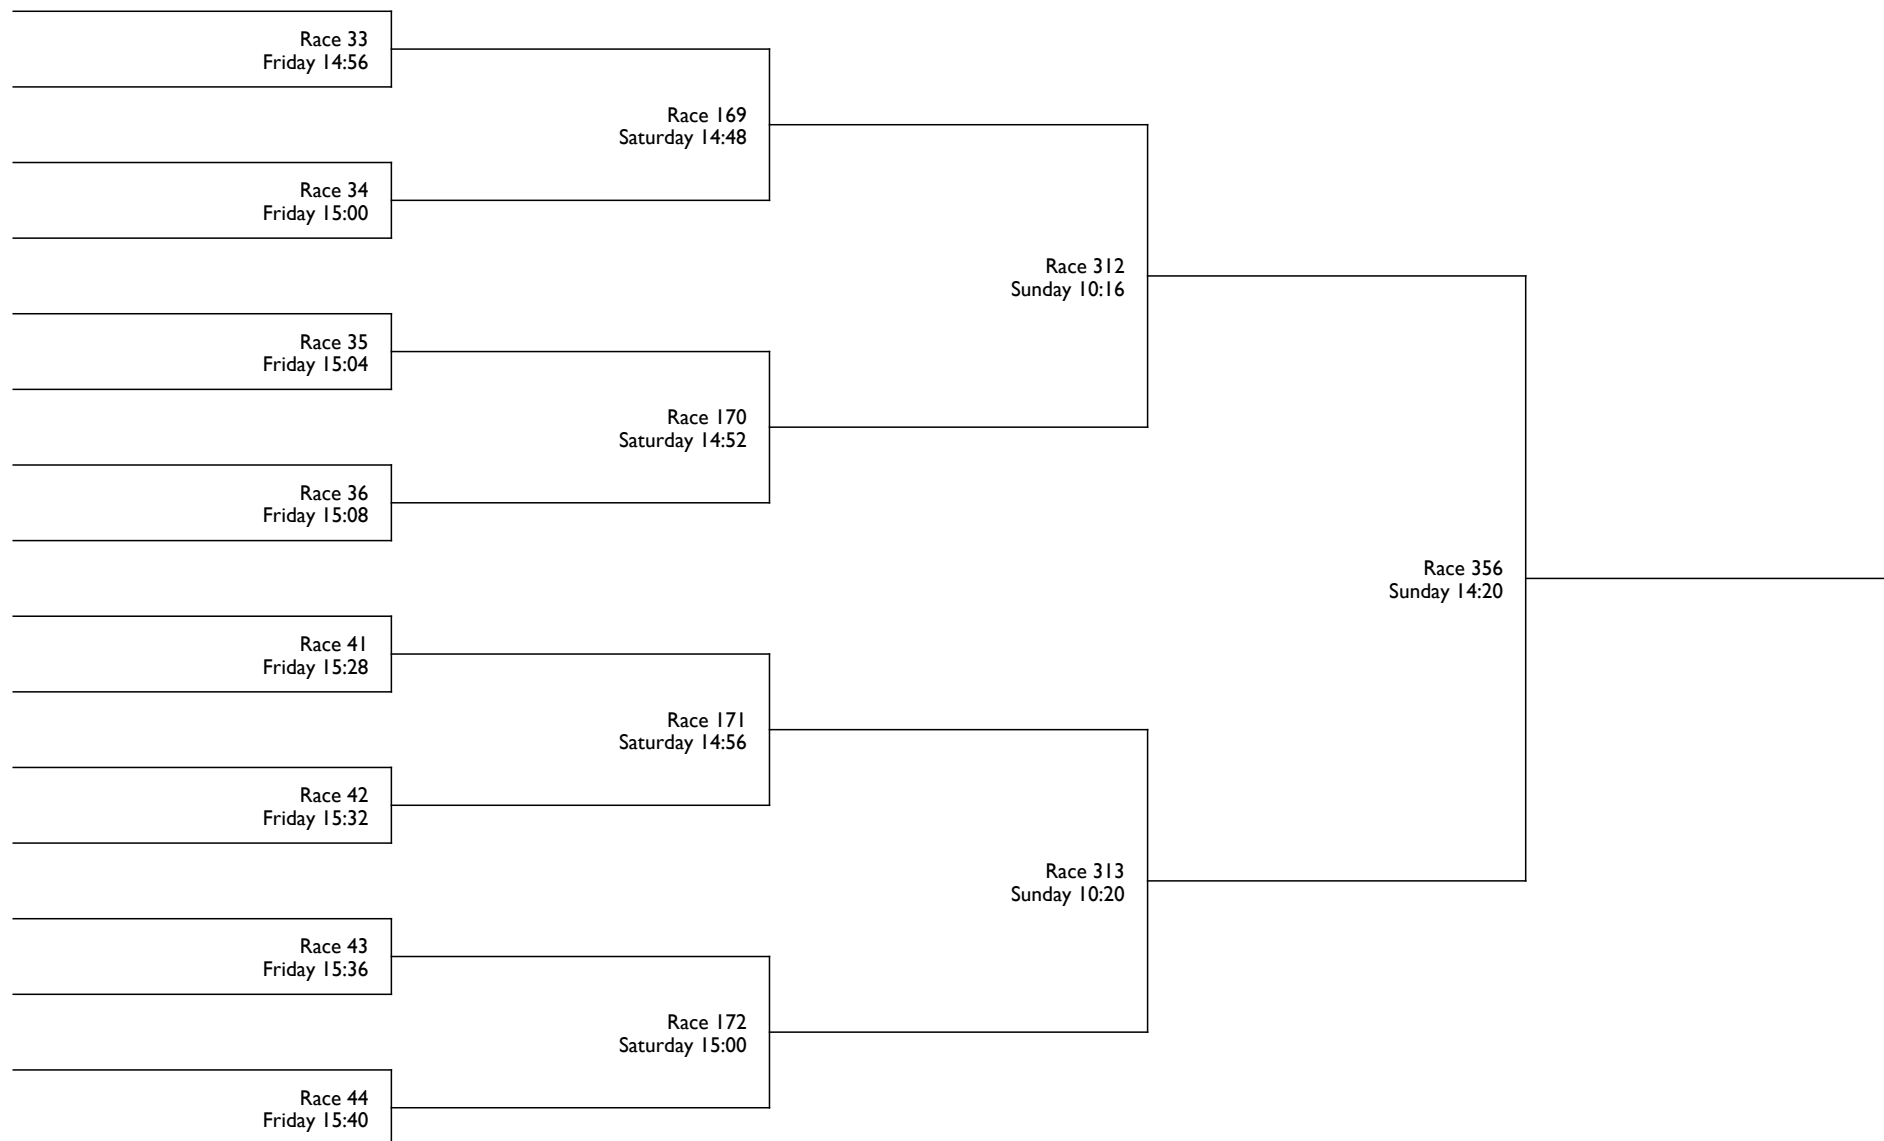 Race 33
Friday 14:56
Race 169
Saturday 14:48
Race 34
Friday 15:00
Race 312
Sunday 10:16
Race 35
Friday 15:04
Race 170
Saturday 14:52
Race 36
Friday 15:08
Race 356
Sunday 14:20
Race 41
Friday 15:28
Race 171
Saturday 14:56
Race 42
Friday 15:32
Race 313
Sunday 10:20
Race 43
Friday 15:36
Race 172
Saturday 15:00
Race 44
Friday 15:40